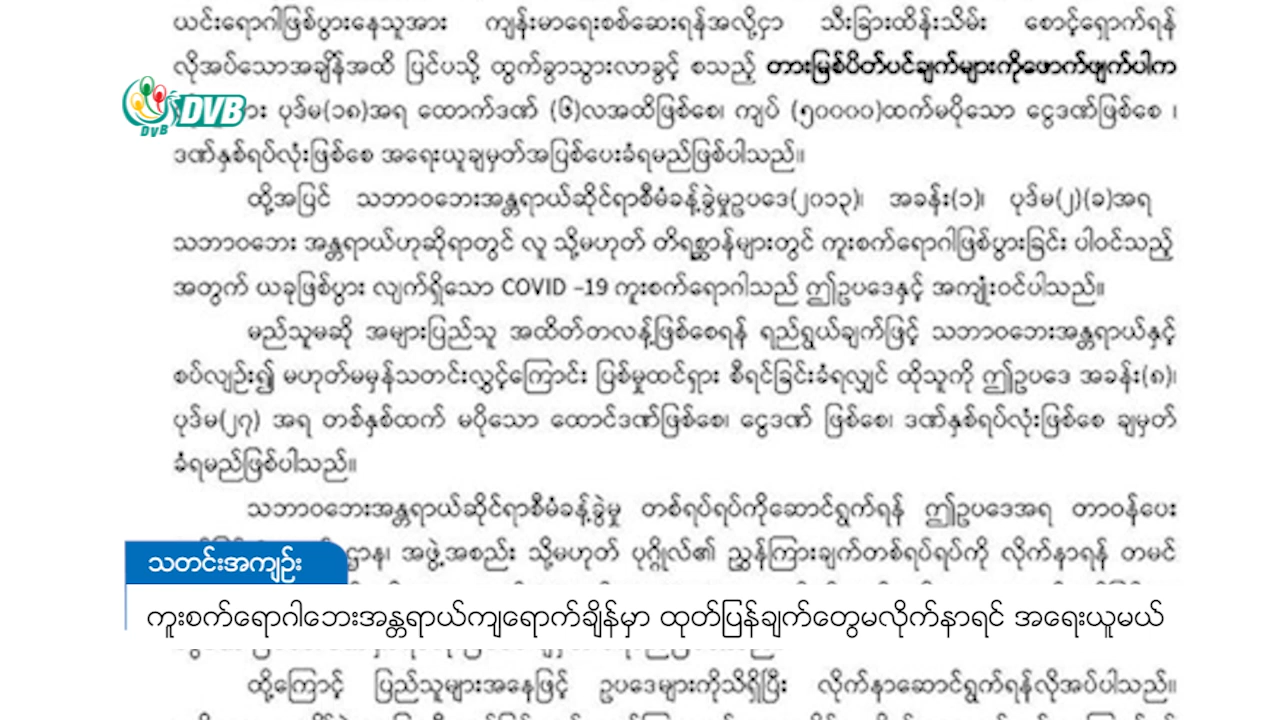 ယင်းရောဂါဖြစ်ပွားနေသူအား ကျန်းမာရေးစစ်ဆေးရန်အလို့ငှာ သီးခြားထိန်းသိမ်း စောင့်ရှောက်ရန်
လိုအပ်သောအချိန်အထိ ပြင်ပသို့ ထွက်ခွာသွားလာခွင့် စသည့် တားမြစ်ပိတ်ပင်ချက်များကိုဖောက်ဖျက်ပါက
DVB DVB ပုဒ်မ(၁၈)အရ ထောက်ဒဏ် (၆)လအထိဖြစ်စေ၊ ကျပ် (၅၀၀၀၀)ထက်မပိုသော ငွေဒဏ်ဖြစ်စေ ၊
ဒဏ်နှစ်ရပ်လုံးဖြစ်စေ အရေးယူချမှတ်အပြစ်ပေးခံရမည်ဖြစ်ပါသည်။
ထို့အပြင် သဘာဝဘေးအန္တရာယ်ဆိုင်ရာစီမံခန့်ခွဲမှုဥပဒေ(၂၀၁၃)၊ အခန်း(၁)၊ ပုဒ်မ(၂)(ခ)အရ
သဘာဝဘေး အန္တရာယ်ဟုဆိုရာတွင် လူ သို့မဟုတ် တိရစ္ဆာန်များတွင် ကူးစက်ရောဂါဖြစ်ပွားခြင်း ပါဝင်သည့်
အတွက် ယခုဖြစ်ပွား လျက်ရှိသော COVID –19 ကူးစက်ရောဂါသည် ဤဥပဒေနှင့် အကျုံးဝင်ပါသည်။
မည်သူမဆို အများပြည်သူ အထိတ်တလန့်ဖြစ်စေရန် ရည်ရွယ်ချက်ဖြင့် သဘာဝဘေးအန္တရာယ်နှင့်
စပ်လျဉ်း၍ မဟုတ်မမှန်သတင်းလွှင့်ကြောင်း ပြစ်မှုထင်ရှား စီရင်ခြင်းခံရလျှင် ထိုသူကို ဤဥပဒေ အခန်း(၈)၊
ပုဒ်မ(၂၇) အရ တစ်နှစ်ထက် မပိုသော ထောင်ဒဏ်ဖြစ်စေ၊ ငွေဒဏ် ဖြစ်စေ၊ ဒဏ်နှစ်ရပ်လုံးဖြစ်စေ ချမှတ်
ခံရမည်ဖြစ်ပါသည်။
သဘာဝဘေးအန္တရာယ်ဆိုင်ရာစီမံခန့်ခွဲမှု တစ်ရပ်ရပ်ကိုဆောင်ရွက်ရန် ဤဥပဒေအရ တာဝန်ပေး
အဖွဲ့အစည်း သို့မဟုတ် ပုဂ္ဂိုလ်၏ ညွှန်ကြားချက်တစ်ရပ်ရပ်ကို လိုက်နာရန် တမင်
သတင်းအကျဉ်း
ကူးစက်ရောဂါဘေးအန္တရာယ်ကျရောက်ချိန်မှာ ထုတ်ပြန်ချက်တွေမလိုက်နာရင် အရေးယူမယ်
ထို့ကြောင့် ပြည်သူများအနေဖြင့် ဥပဒေများကိုသိရှိပြီး လိုက်နာဆောင်ရွက်ရန်လိုအပ်ပါသည်။